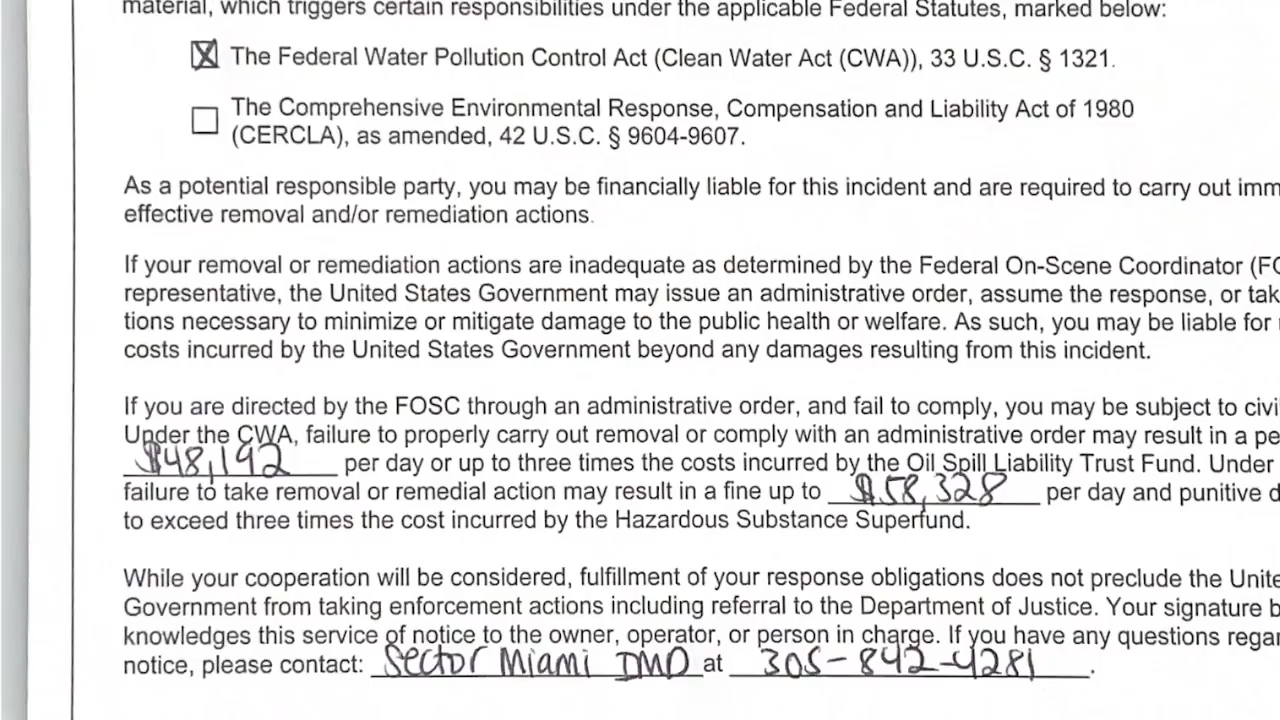 material, which triggers certain responsibilities under the applicable Federal Statutes, marked below:
The Federal Water Pollution Control Act (Clean Water Act (CWA)), 33 U.S.C. § 1321.
The Comprehensive Environmental Response, Compensation and Liability Act of 1980
(CERCLA), as amended, 42 U.S.C. § 9604-9607.
As a potential responsible party, you may be financially liable for this incident and are required to carry out imm
effective removal and/or remediation actions.
If your removal or remediation actions are inadequate as determined by the Federal On-Scene Coordinator (FO
representative, the United States Government may issue an administrative order, assume the response, or tak
tions necessary to minimize or mitigate damage to the public health or welfare. As such, you may be liable for
costs incurred by the United States Government beyond any damages resulting from this incident.
If you are directed by the FOSC through an administrative order, and fail to comply, you may be subject to civi
Under the CWA, failure to properly carry out removal or comply with an administrative order may result in a pe
$48,192 per day or up to three times the costs incurred by the Oil Spill Liability Trust Fund. Under
failure to take removal or remedial action may result in a fine up to $58,328 per day and punitive d
to exceed three times the cost incurred by the Hazardous Substance Superfund.
While your cooperation will be considered, fulfillment of your response obligations does not preclude the Unite
Government from taking enforcement actions including referral to the Department of Justice. Your signature b
knowledges this service of notice to the owner, operator, or person in charge. If you have any questions regar
notice, please contact: Sector Miami IMD at 305-842-4281.